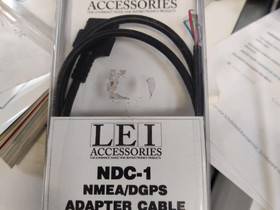 ACCESSORIES
LEI
ACCESSORIES
NDC-1
NMEA/DGPS
ADAPTER CABLE